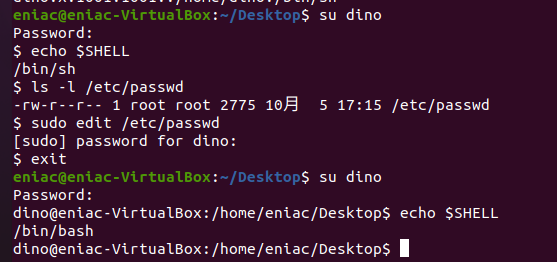 eniac@eniac-VirtualBox:~/Desktop$ su dino
Password:
$ echo $SHELL
/bin/sh
$ ls -l /etc/passwd
-rw-r--r-- 1 root root 2775 10月  5 17:15 /etc/passwd
$ sudo edit /etc/passwd
[sudo] password for dino:
$ exit
eniac@eniac-VirtualBox:~/Desktop$ su dino
Password:
dino@eniac-VirtualBox:/home/eniac/Desktop$ echo $SHELL
/bin/bash
dino@eniac-VirtualBox:/home/eniac/Desktop$